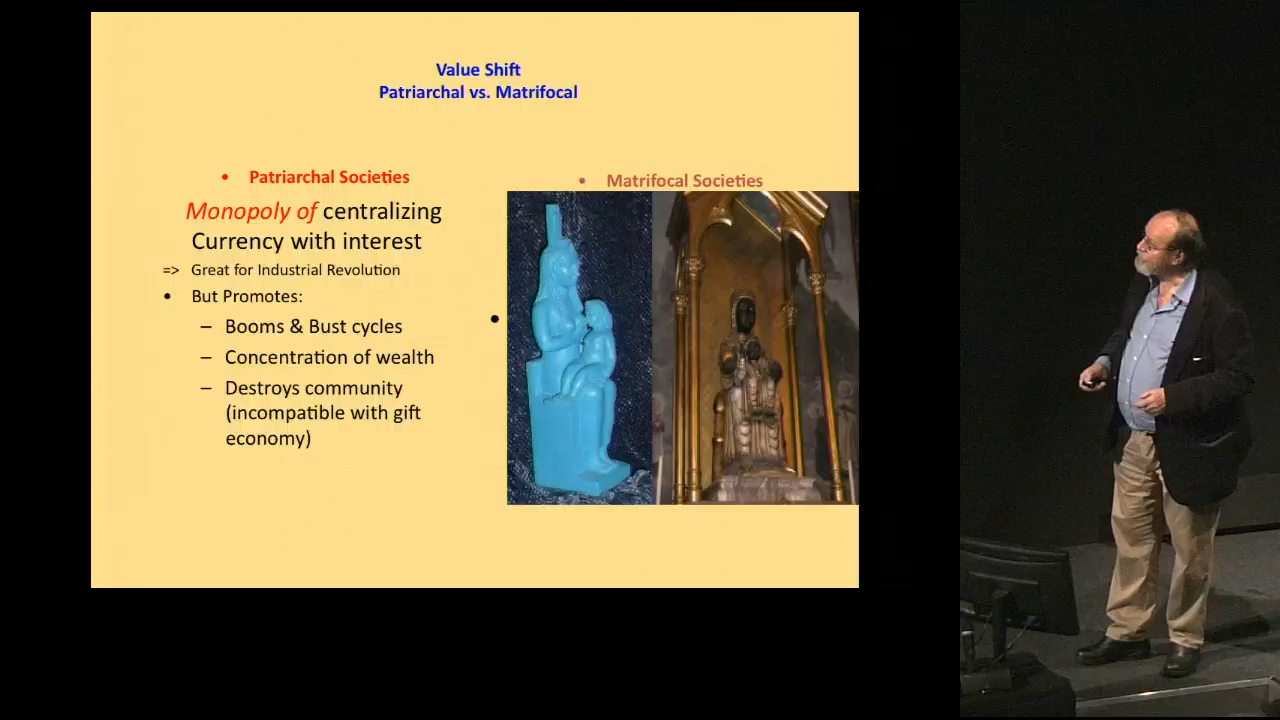 Value Shift
Patriarchal vs. Matrifocal
• Patriarchal Societies
Monopoly of centralizing
Currency with interest
=> Great for Industrial Revolution
• But Promotes:
– Booms & Bust cycles
– Concentration of wealth
– Destroys community
(incompatible with gift
economy)
• Matrifocal Societies
•